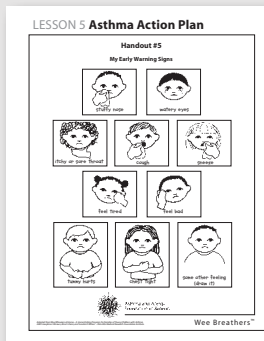 LESSON 5 Asthma Action Plan
Handout #5
My Early Warning Signs
stuffy nose
watery eyes
itchy or sore throat
cough
sneeze
feel tired
feel bad
tummy hurts
chest tight
some other feeling
(draw it)
Wee Breathers™